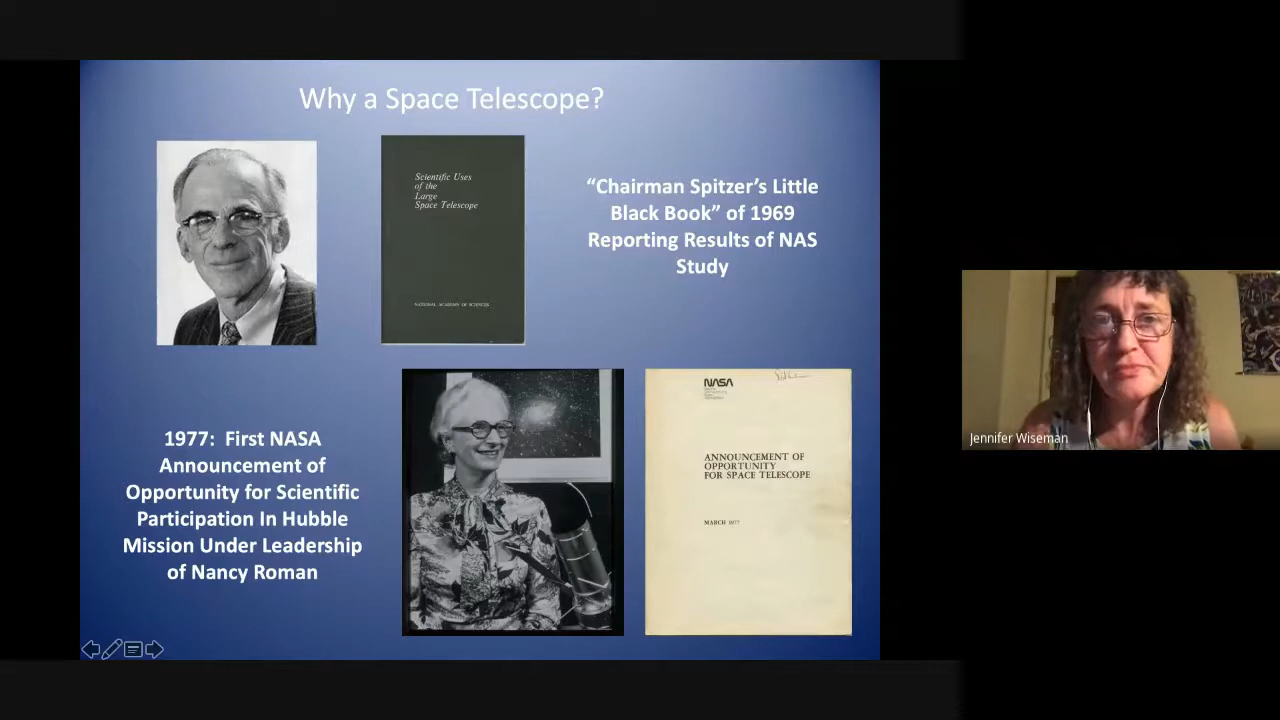 Why a Space Telescope?
Scientific Uses
of the
Large
Space Telescope
NATIONAL ACADEMY OF SCIENCES
“Chairman Spitzer’s Little
Black Book” of 1969
Reporting Results of NAS
Study
1977:  First NASA
Announcement of
Opportunity for Scientific
Participation In Hubble
Mission Under Leadership
of Nancy Roman
NASA
ANNOUNCEMENT OF
OPPORTUNITY
FOR SPACE TELESCOPE
MARCH 1977
Jennifer Wiseman